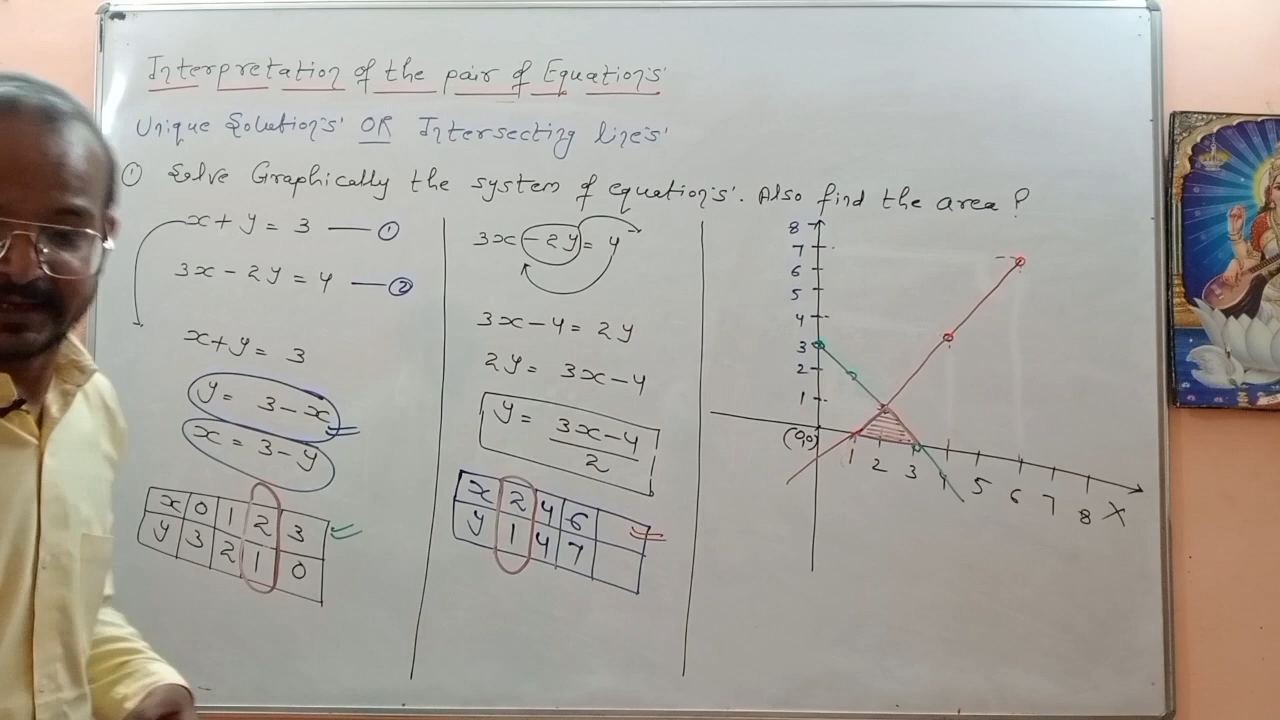 Interpretation of the pair of Equation's'
Unique Solution's' OR Intersecting line's'
① Solve Graphically the system of equation's'. Also find the area?
x + y = 3 — ①
3x - 2y = 4 — ②
x + y = 3
y = 3 - x
x = 3 - y
x 0 1 2 3
y 3 2 1 0
3x - 2y = 4
3x - 4 = 2y
2y = 3x - 4
y = 3x - 4 / 2
x 2 4 6
y 1 4 7
8
7
6
5
4
3
2
1
(0,0) 1 2 3 4 5 6 7 8 X